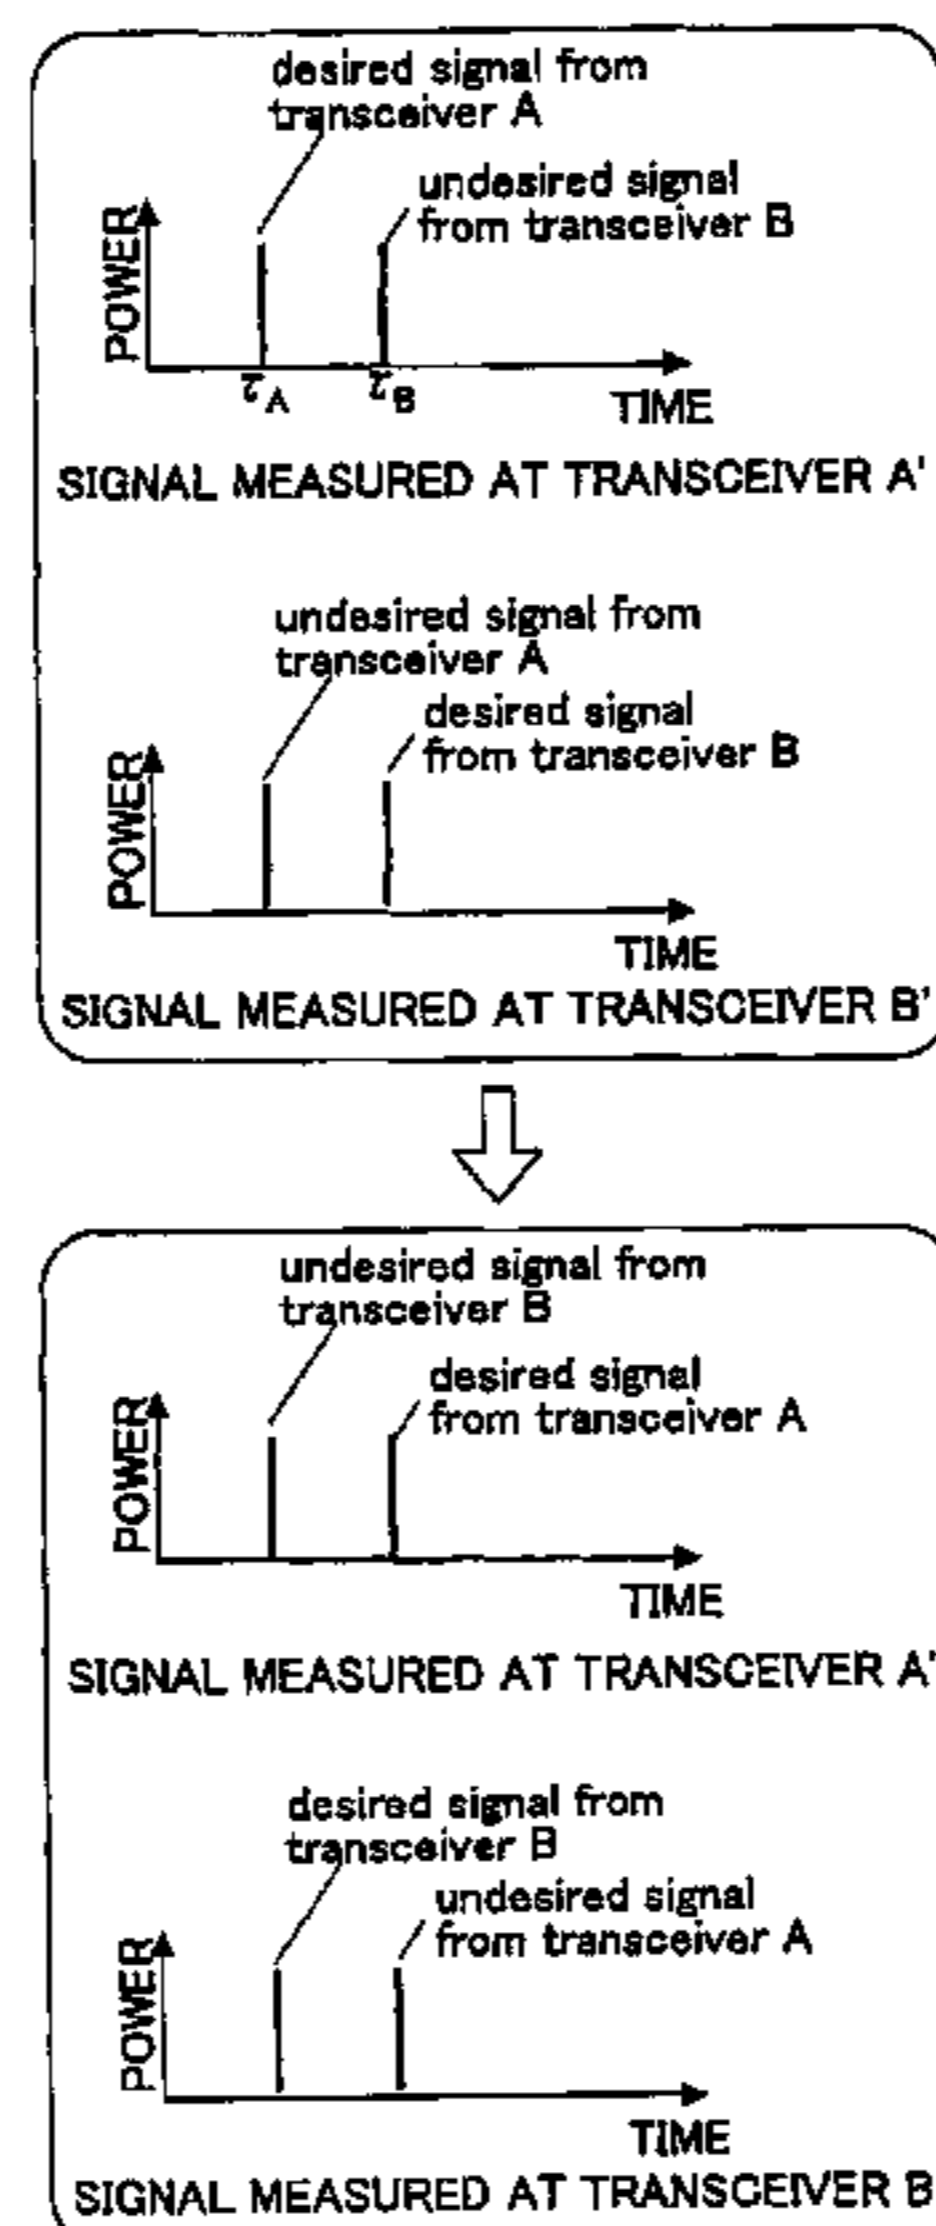 desired signal from
transceiver A
undesired signal
from transceiver B
POWER
τA
τB
TIME
SIGNAL MEASURED AT TRANSCEIVER A'
undesired signal from
transceiver A
desired signal
from transceiver B
POWER
TIME
SIGNAL MEASURED AT TRANSCEIVER B'
undesired signal from
transceiver B
desired signal
from transceiver A
POWER
TIME
SIGNAL MEASURED AT TRANSCEIVER A'
desired signal from
transceiver B
undesired signal
from transceiver A
POWER
TIME
SIGNAL MEASURED AT TRANSCEIVER B